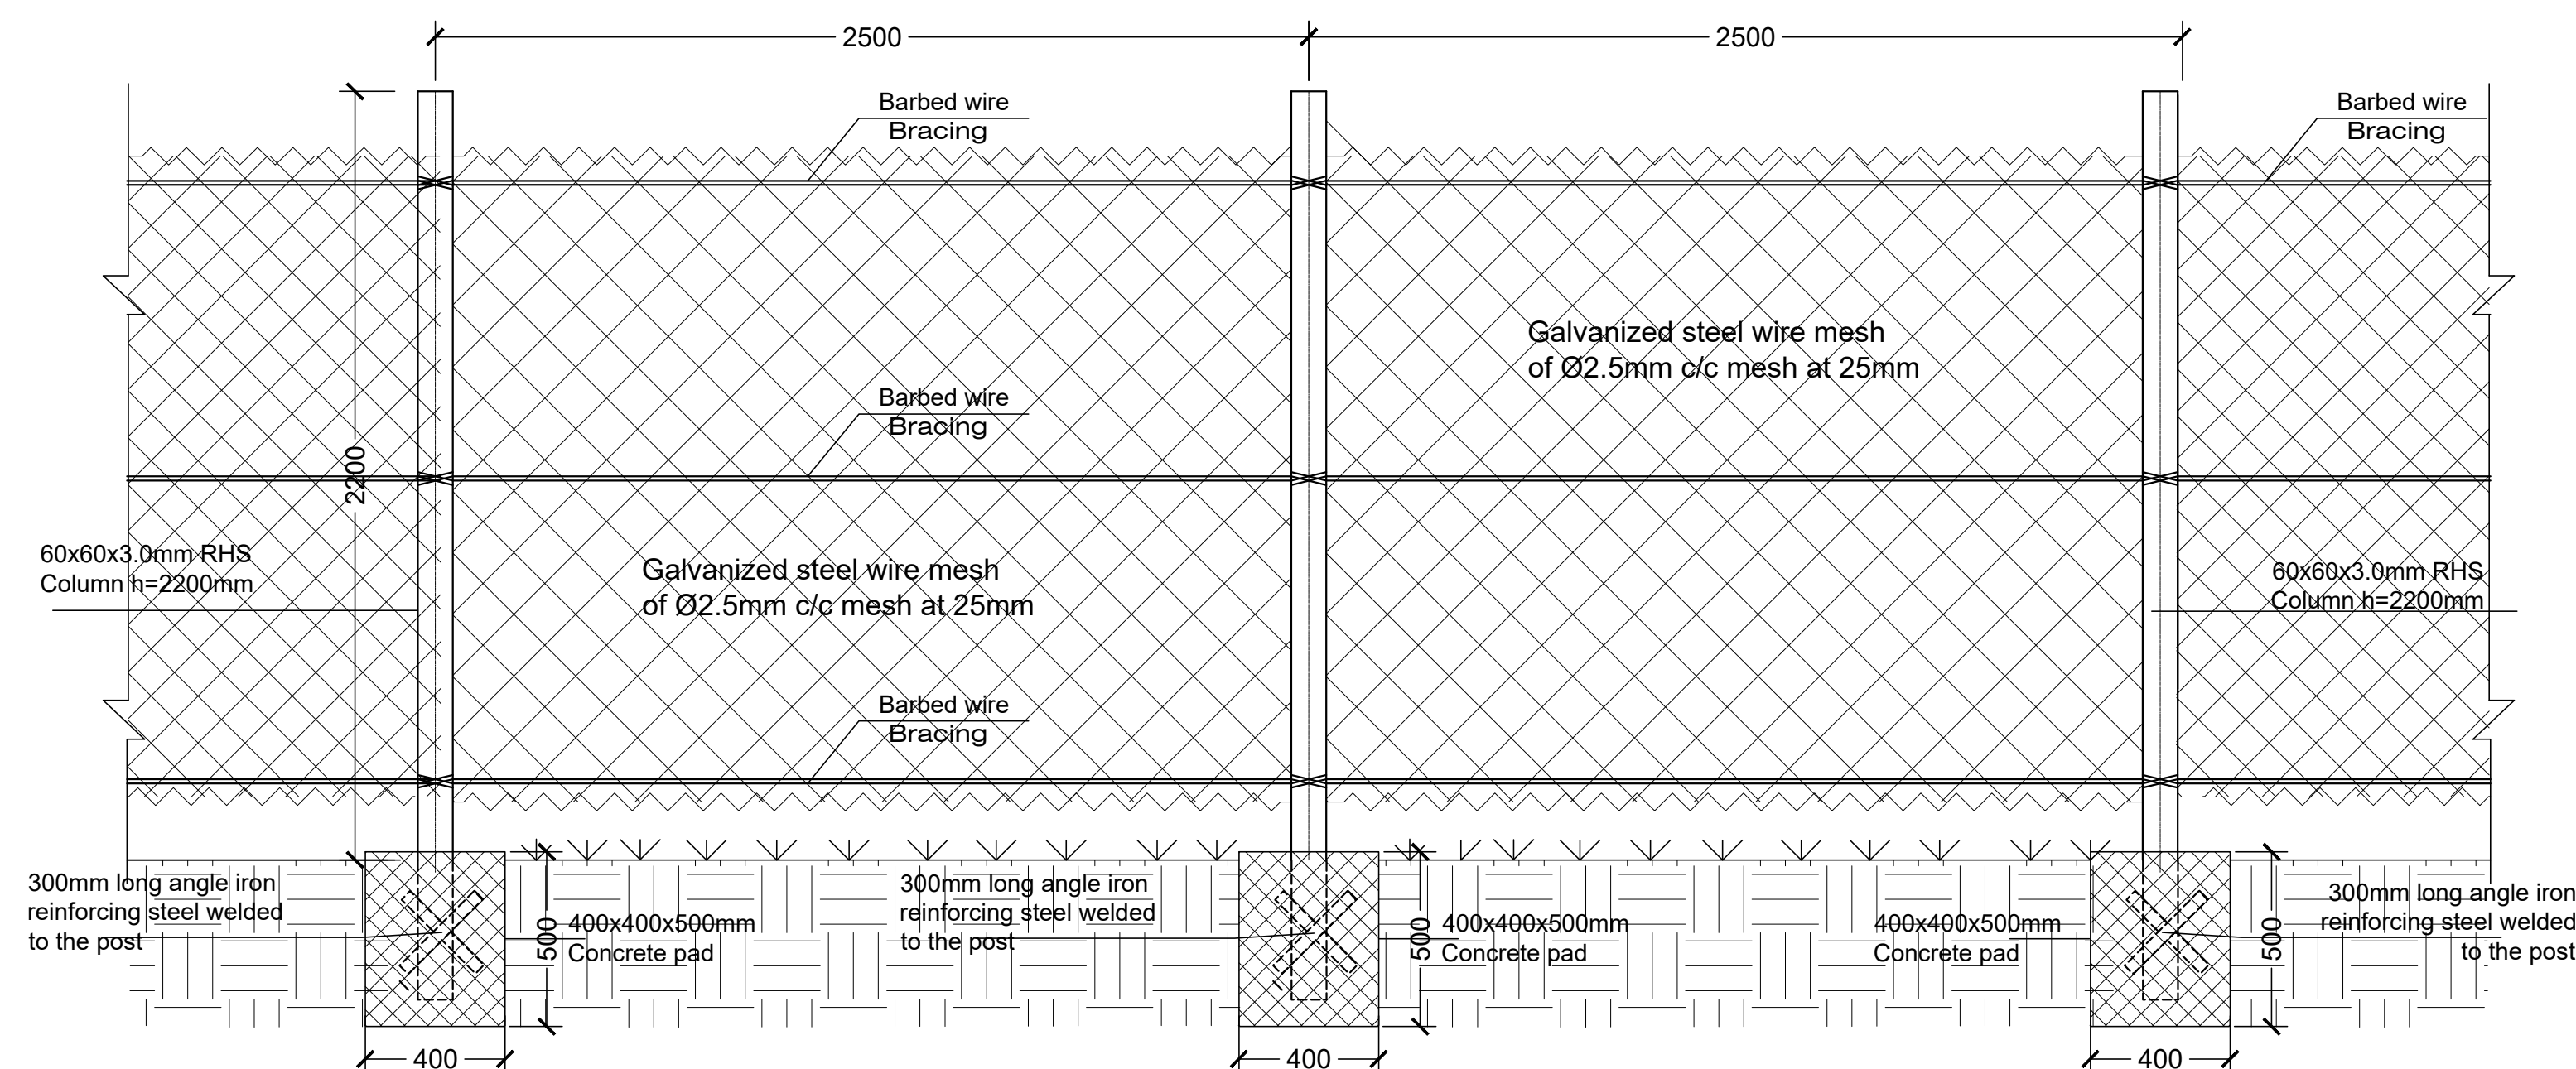 2500
2500
Barbed wire
Bracing
Barbed wire
Bracing
Galvanized steel wire mesh
of Ø2.5mm c/c mesh at 25mm
Barbed wire
Bracing
2200
60x60x3.0mm RHS
Column h=2200mm
Galvanized steel wire mesh
of Ø2.5mm c/c mesh at 25mm
60x60x3.0mm RHS
Column h=2200mm
Barbed wire
Bracing
300mm long angle iron
reinforcing steel welded
to the post
500
400x400x500mm
Concrete pad
300mm long angle iron
reinforcing steel welded
to the post
500
400x400x500mm
Concrete pad
400x400x500mm
Concrete pad
500
300mm long angle iron
reinforcing steel welded
to the post
400
400
400